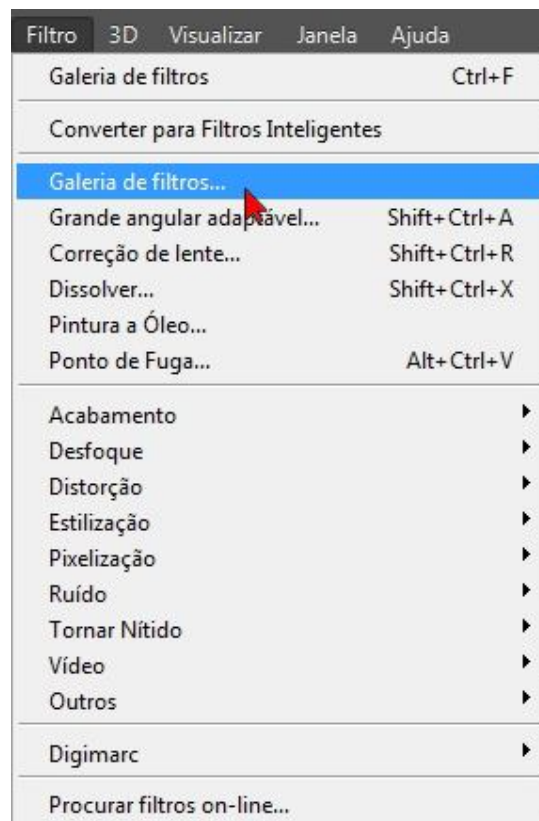 Filtro 3D Visualizar Janela Ajuda
Galeria de filtros Ctrl+F
Converter para Filtros Inteligentes
Galeria de filtros...
Grande angular adaptável... Shift+Ctrl+A
Correção de lente... Shift+Ctrl+R
Dissolver... Shift+Ctrl+X
Pintura a Óleo...
Ponto de Fuga... Alt+Ctrl+V
Acabamento
Desfoque
Distorção
Estilização
Pixelização
Ruído
Tornar Nítido
Vídeo
Outros
Digimarc
Procurar filtros on-line...